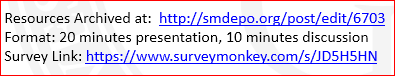 Resources Archived at: http://smdepo.org/post/edit/6703
Format: 20 minutes presentation, 10 minutes discussion
Survey Link: https://www.surveymonkey.com/s/JD5H5HN